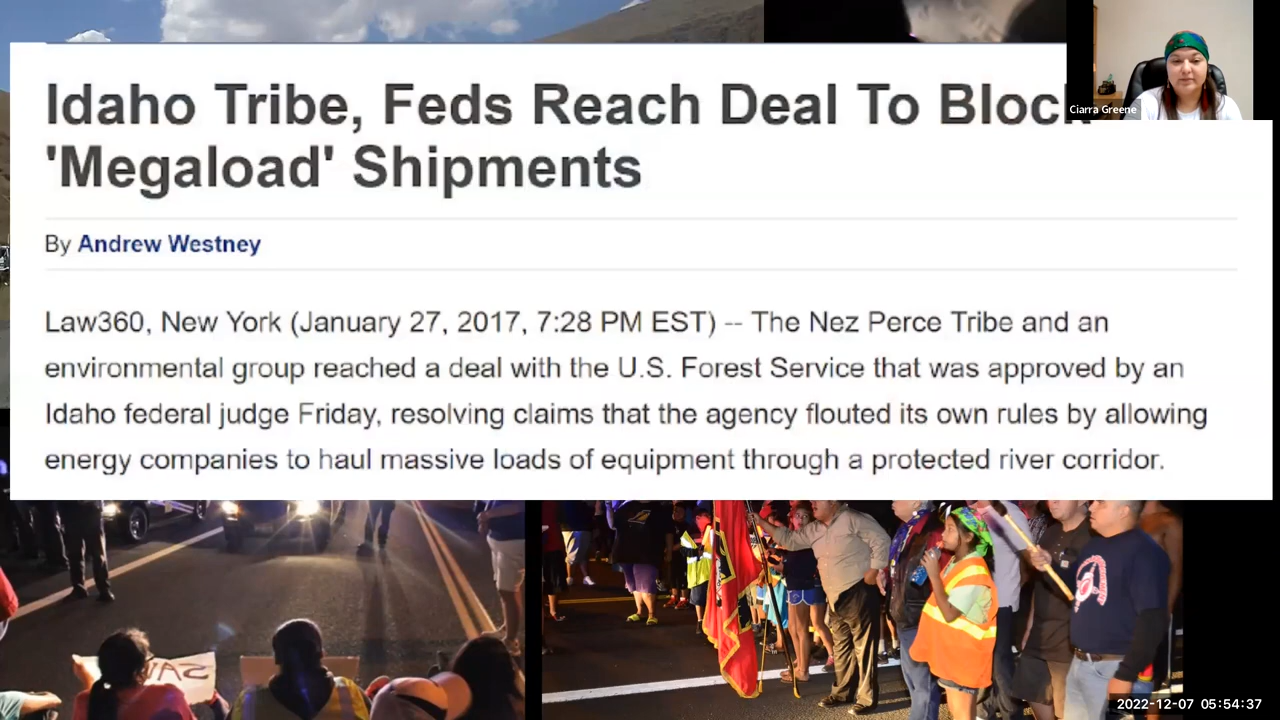 Idaho Tribe, Feds Reach Deal To Block
'Megaload' Shipments
Ciarra Greene
By Andrew Westney
Law360, New York (January 27, 2017, 7:28 PM EST) -- The Nez Perce Tribe and an
environmental group reached a deal with the U.S. Forest Service that was approved by an
Idaho federal judge Friday, resolving claims that the agency flouted its own rules by allowing
energy companies to haul massive loads of equipment through a protected river corridor.
2022-12-07 05:54:37